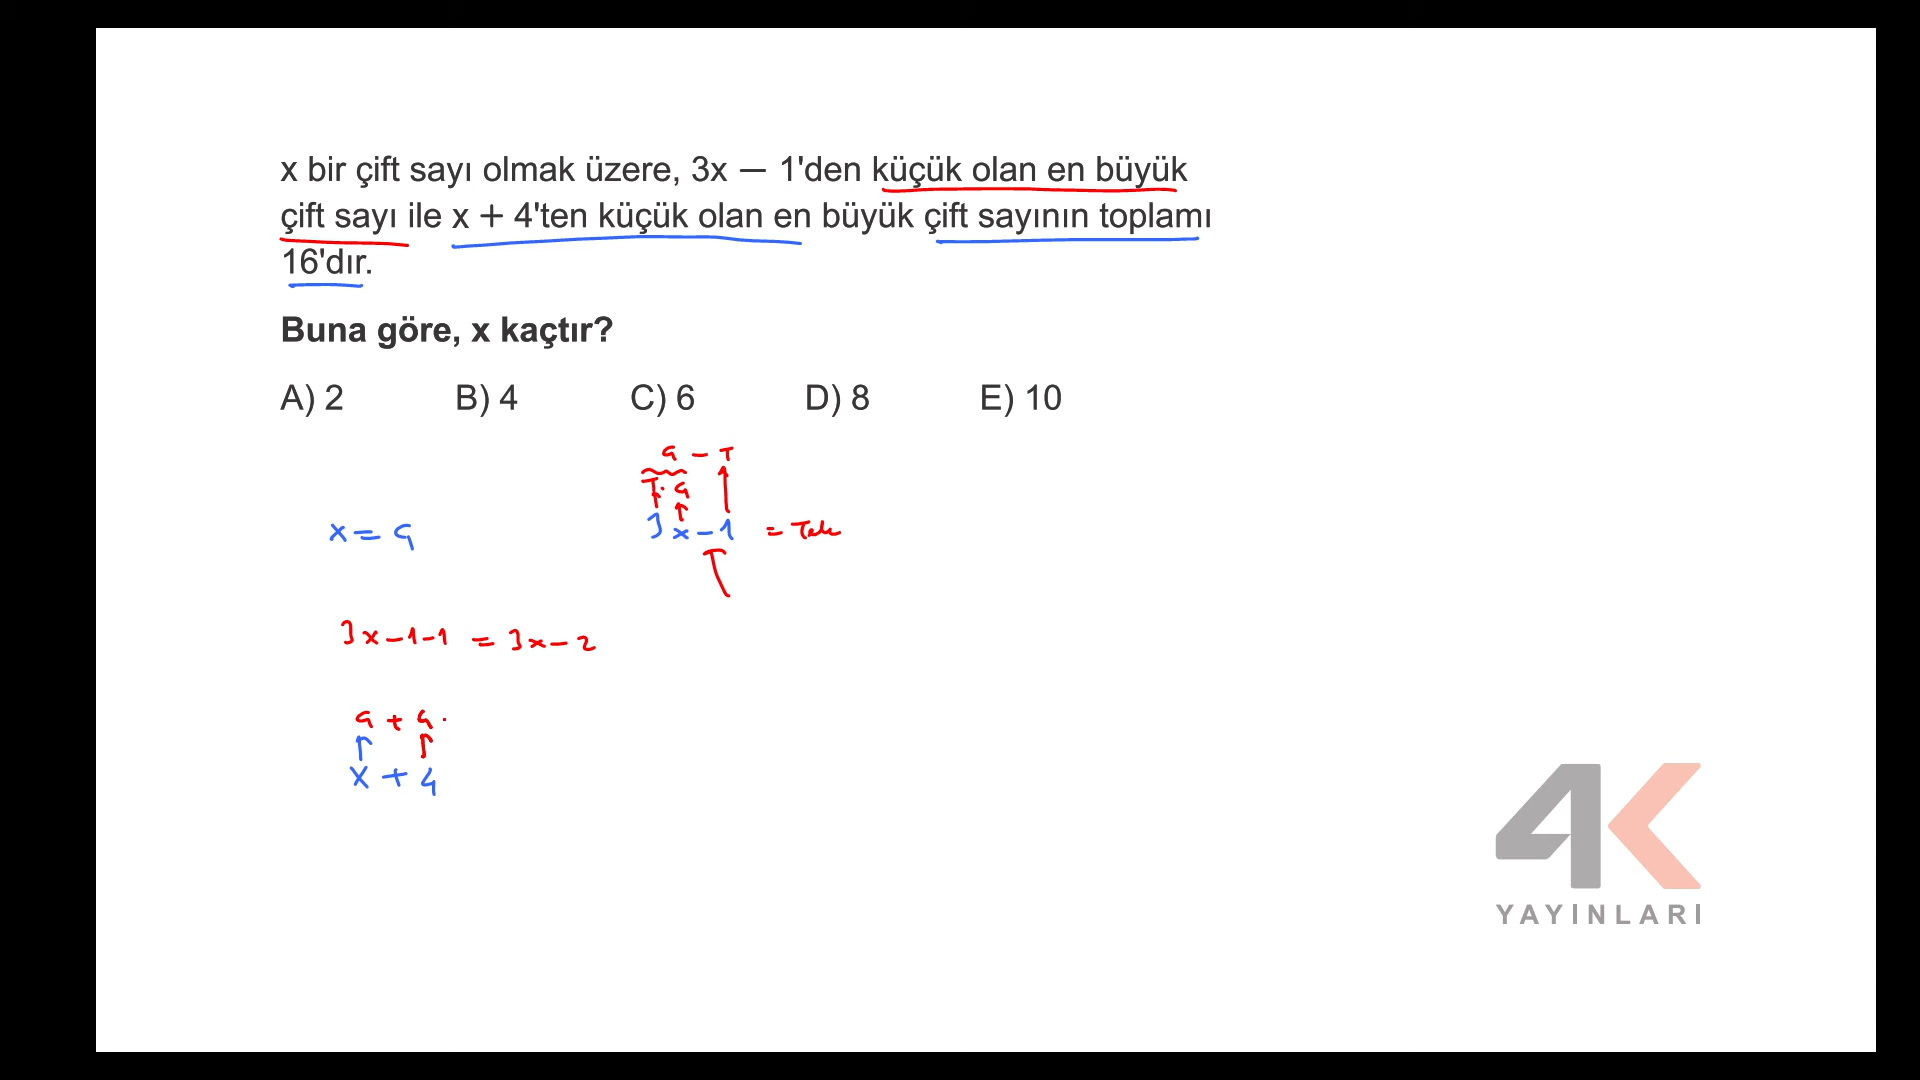 x bir çift sayı olmak üzere, 3x — 1'den küçük olan en büyük
çift sayı ile x + 4'ten küçük olan en büyük çift sayının toplamı
16'dır.
Buna göre, x kaçtır?
A) 2 B) 4 C) 6 D) 8 E) 10
Ç - T
T. Ç
x = Ç 3x - 1 = Tek
3x - 1 - 1 = 3x - 2
Ç + Ç .
x + 4
4K
YAYINLARI